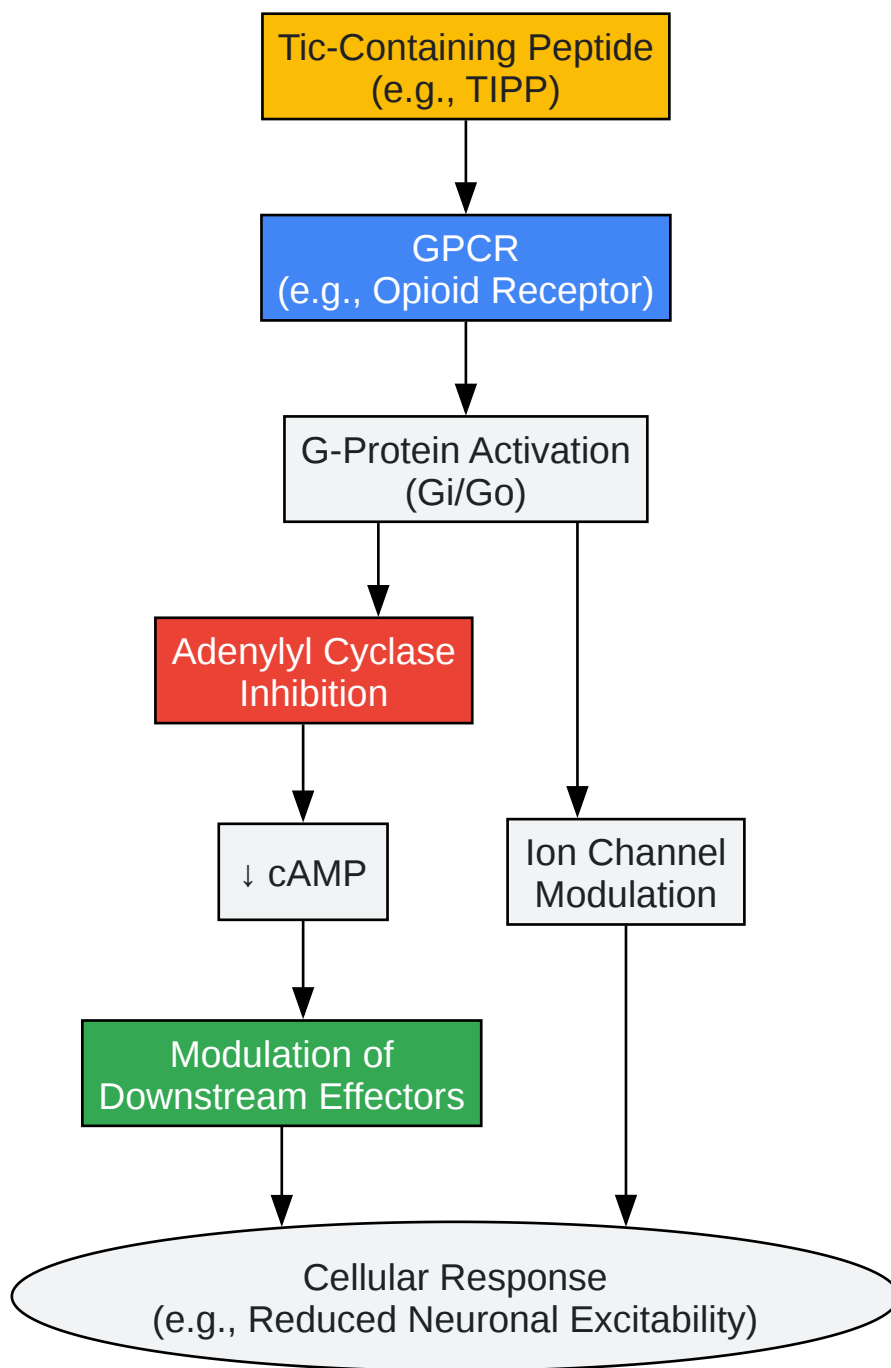 Tic-Containing Peptide
(e.g., TIPP)
GPCR
(e.g., Opioid Receptor)
G-Protein Activation
(Gi/Go)
Adenylyl Cyclase
Inhibition
↓ cAMP
Ion Channel
Modulation
Modulation of
Downstream Effectors
Cellular Response
(e.g., Reduced Neuronal Excitability)